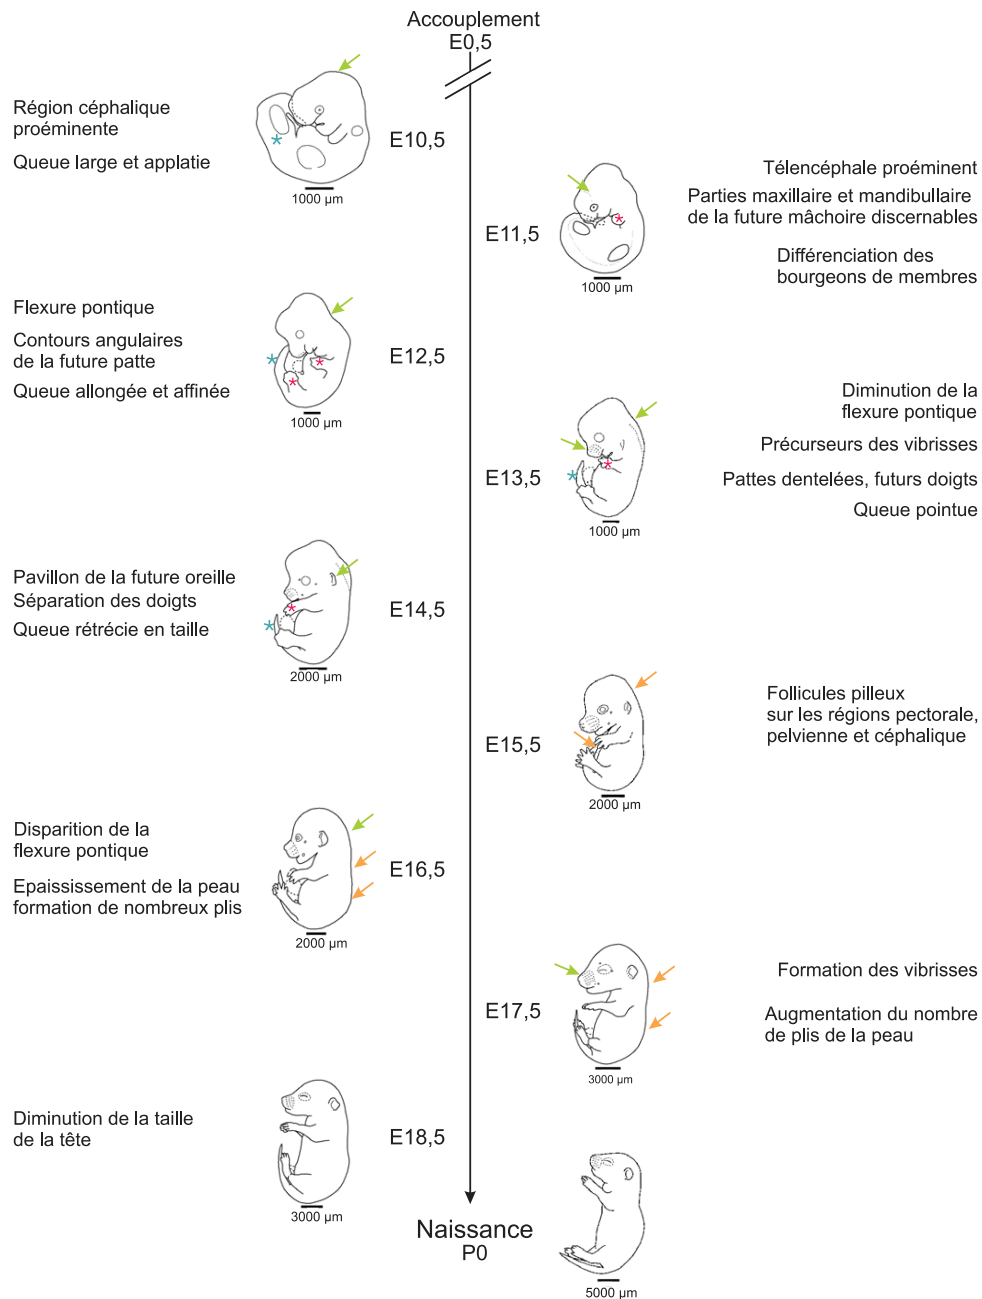 Accouplement
E0,5
Région céphalique
proéminente
Queue large et applatie
E10,5
1000 µm
Télencéphale proéminent
Parties maxillaire et mandibullaire
de la future mâchoire discernables
Différenciation des
bourgeons de membres
E11,5
1000 µm
Flexure pontique
Contours angulaires
de la future patte
Queue allongée et affinée
E12,5
1000 µm
Diminution de la
flexure pontique
Précurseurs des vibrisses
Pattes dentelées, futurs doigts
Queue pointue
E13,5
1000 µm
Pavillon de la future oreille
Séparation des doigts
Queue rétrécie en taille
E14,5
2000 µm
Follicules pilleux
sur les régions pectorale,
pelvienne et céphalique
E15,5
2000 µm
Disparition de la
flexure pontique
Epaississement de la peau
formation de nombreux plis
E16,5
2000 µm
Formation des vibrisses
Augmentation du nombre
de plis de la peau
E17,5
3000 µm
Diminution de la taille
de la tête
E18,5
3000 µm
Naissance
P0
5000 µm